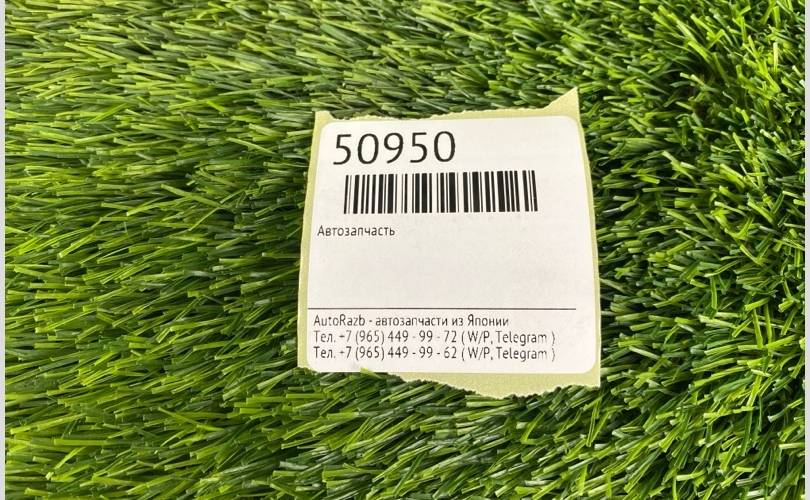 50950
Автозапчасть
AutoRazb - автозапчасти из Японии
Тел. +7 (965) 449 - 99 - 72 ( W/P, Telegram )
Тел. +7 (965) 449 - 99 - 62 ( W/P, Telegram )